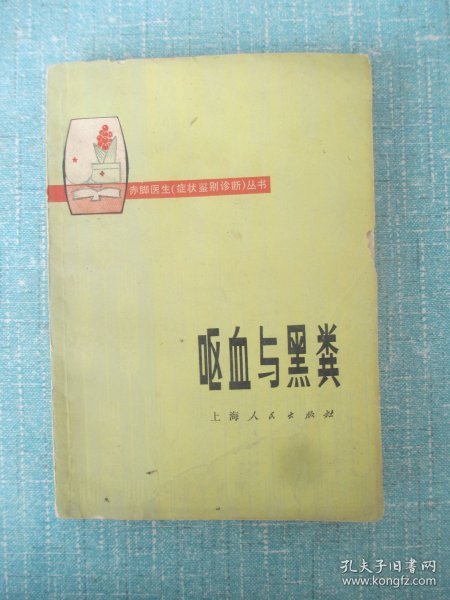 赤脚医生(症状鉴别诊断)丛书
呕血与黑粪
上海人民出版社
孔夫子旧书网
www.kongfz.com